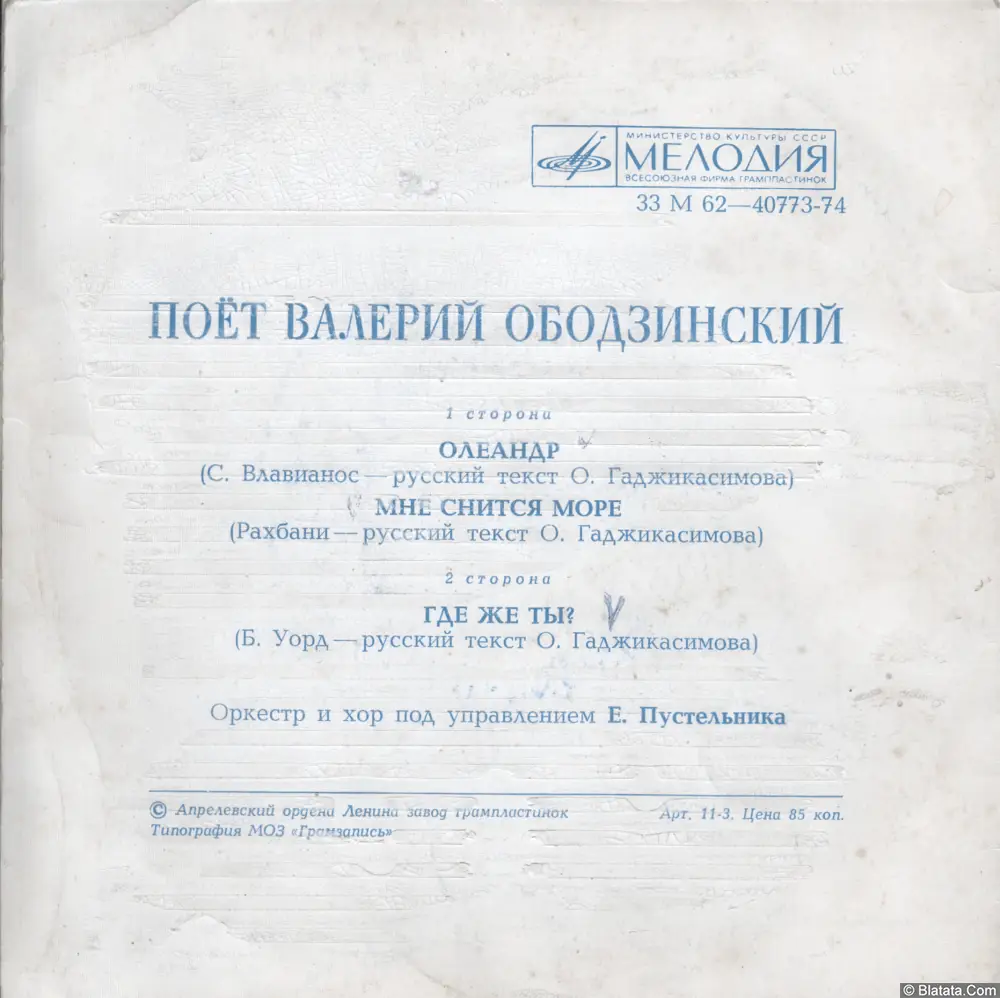 МИНИСТЕРСТВО КУЛЬТУРЫ СССР
МЕЛОДИЯ
ВСЕСОЮЗНАЯ ФИРМА ГРАМПЛАСТИНОК
33 М 62—40773-74
ПОЁТ ВАЛЕРИЙ ОБОДЗИНСКИЙ
1 сторона
ОЛЕАНДР
(С. Влавианос — русский текст О. Гаджикасимова)
МНЕ СНИТСЯ МОРЕ
(Рахбани — русский текст О. Гаджикасимова)
2 сторона
ГДЕ ЖЕ ТЫ?
(Б. Уорд — русский текст О. Гаджикасимова)
Оркестр и хор под управлением Е. Пустельника
© Апрелевский ордена Ленина завод грампластинок Арт. 11-3. Цена 85 коп.
Типография МОЗ «Грамзапись»
© Blatata.Com